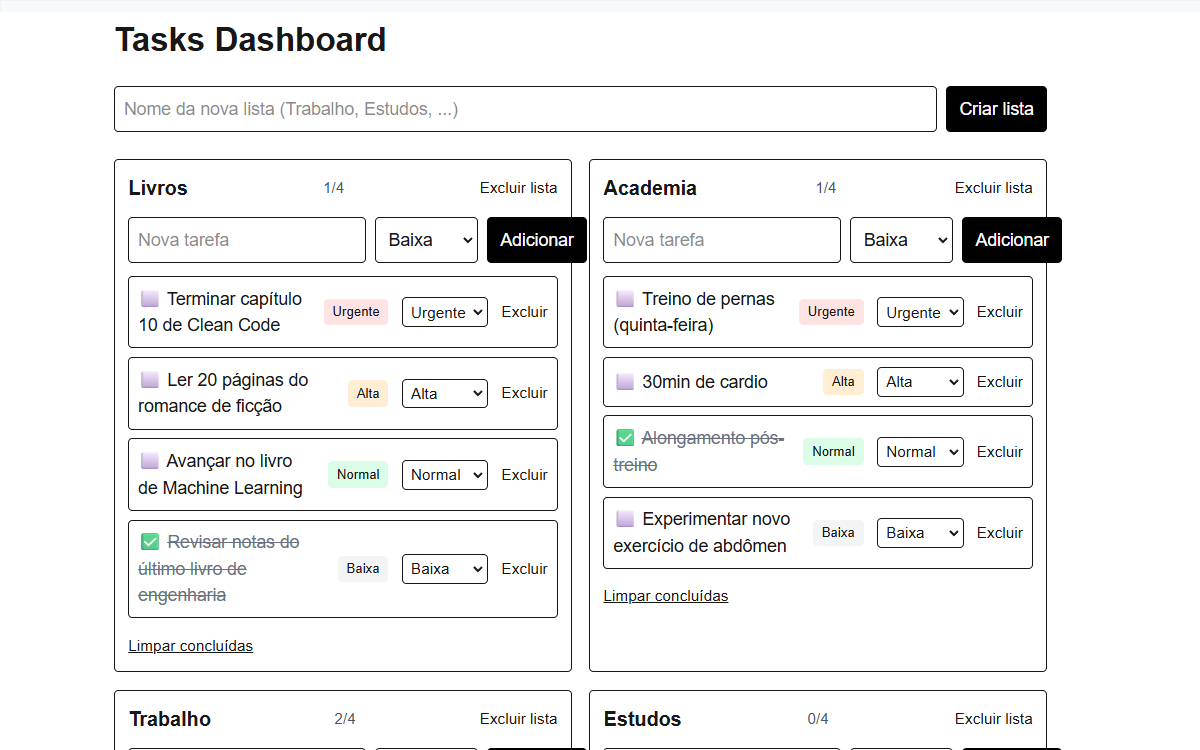 Tasks Dashboard
Nome da nova lista (Trabalho, Estudos, ...)
Criar lista
Livros
1/4
Excluir lista
Nova tarefa
Baixa
Adicionar
Terminar capítulo
10 de Clean Code
Urgente
Urgente
Excluir
Ler 20 páginas do
romance de ficção
Alta
Alta
Excluir
Avançar no livro
de Machine Learning
Normal
Normal
Excluir
Revisar notas do
último livro de
engenharia
Baixa
Baixa
Excluir
Limpar concluídas
Academia
1/4
Excluir lista
Nova tarefa
Baixa
Adicionar
Treino de pernas
(quinta-feira)
Urgente
Urgente
Excluir
30min de cardio
Alta
Alta
Excluir
Alongamento pós-
treino
Normal
Normal
Excluir
Experimentar novo
exercício de abdômen
Baixa
Baixa
Excluir
Limpar concluídas
Trabalho
2/4
Excluir lista
Estudos
0/4
Excluir lista